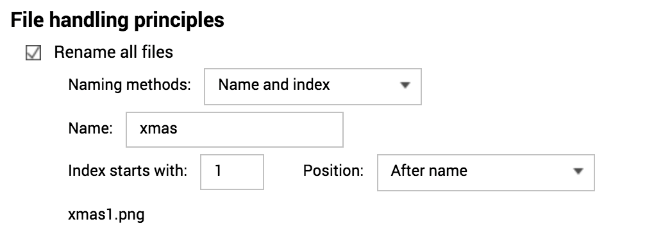 File handling principles
Rename all files
Naming methods: Name and index
Name: xmas
Index starts with: 1 Position: After name
xmas1.png